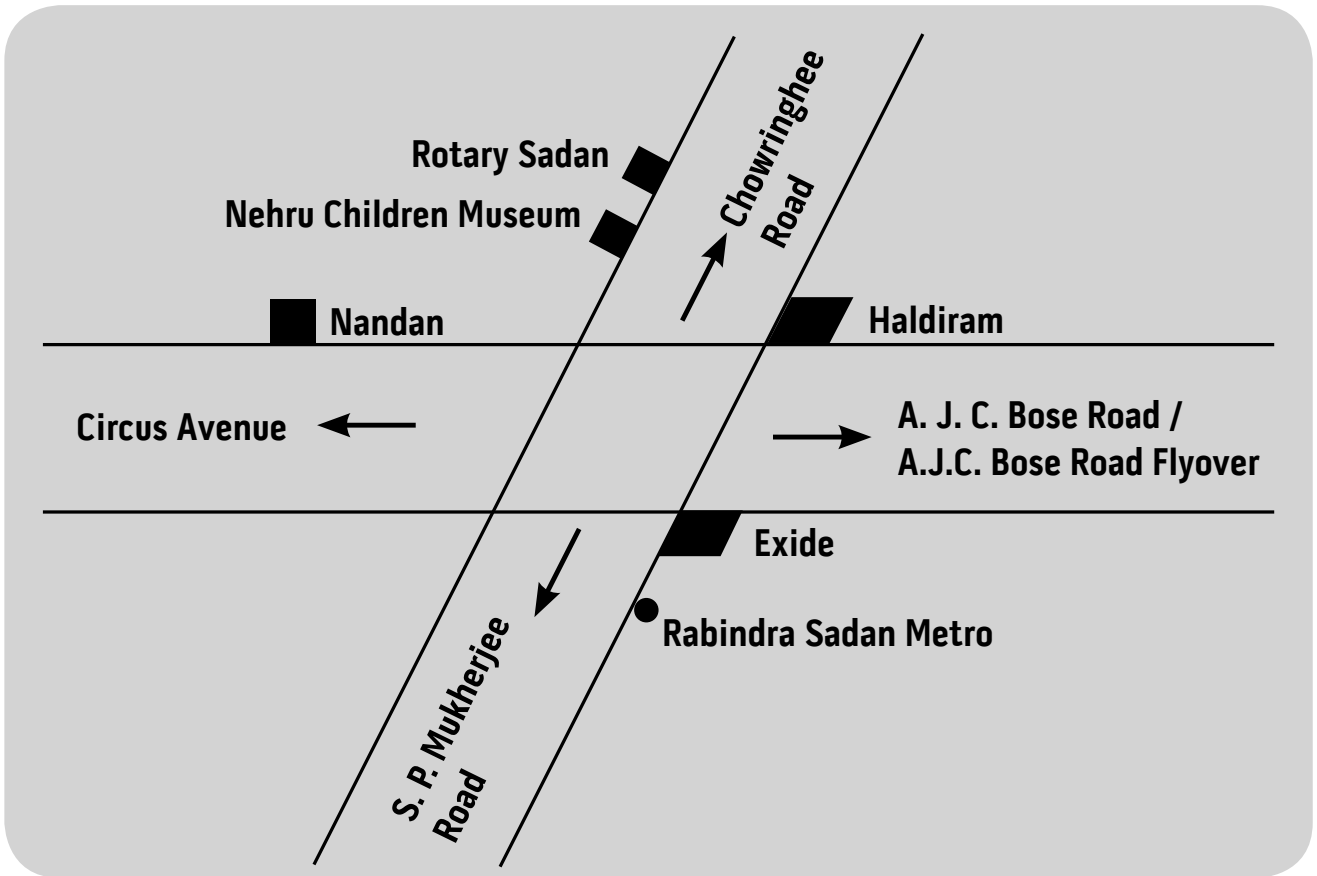 Chowringhee
Road
Rotary Sadan
Nehru Children Museum
Nandan
Haldiram
Circus Avenue
A. J. C. Bose Road /
A.J.C. Bose Road Flyover
Exide
Rabindra Sadan Metro
S. P. Mukherjee
Road